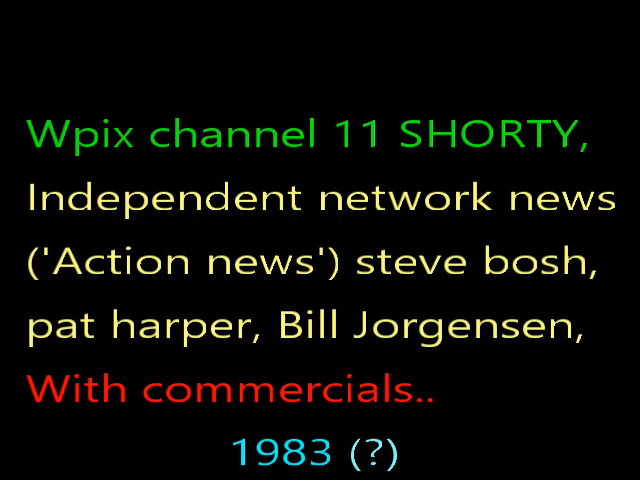 Wpix channel 11 SHORTY,
Independent network news
('Action news') steve bosh,
pat harper, Bill Jorgensen,
With commercials..
1983 (?)